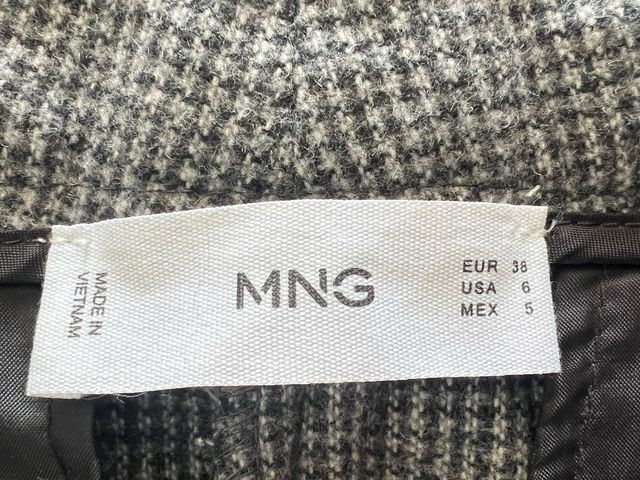 MADE IN
VIETNAM
MNG
EUR 38
USA 6
MEX 5